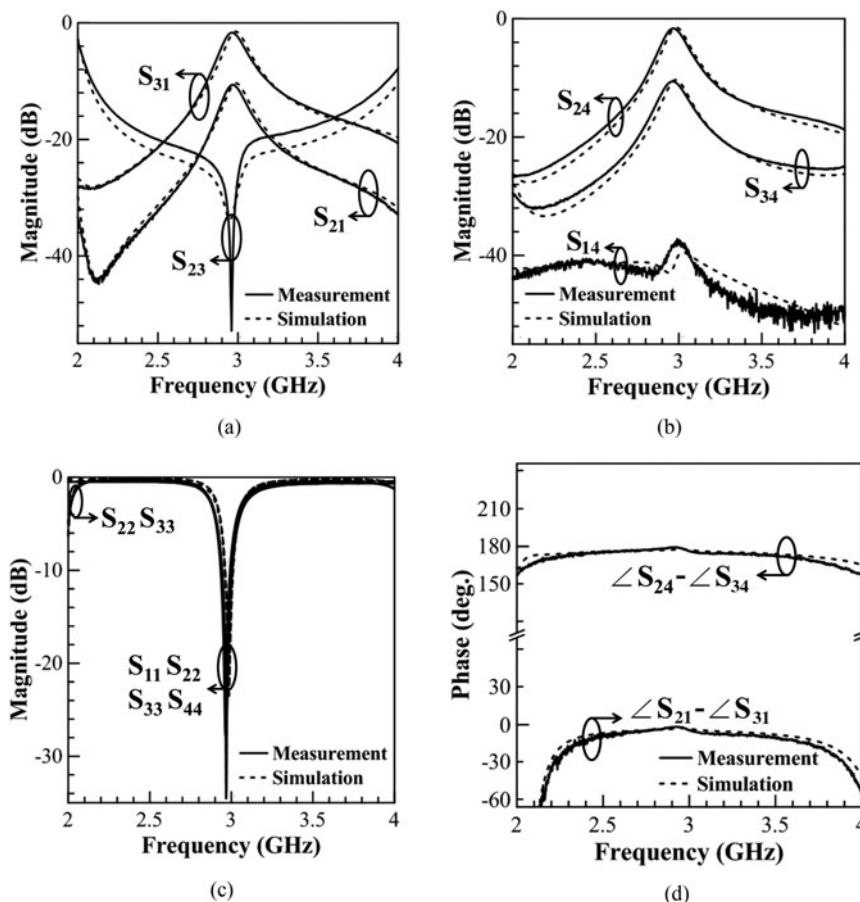 0
-20
-40
Magnitude (dB)
S31
S23
S21
Measurement
Simulation
2 2.5 3 3.5 4
Frequency (GHz)
(a)
0
-20
-40
Magnitude (dB)
S24
S34
S14
Measurement
Simulation
2 2.5 3 3.5 4
Frequency (GHz)
(b)
0
-10
-20
-30
Magnitude (dB)
S22 S33
S11 S22
S33 S44
Measurement
Simulation
2 2.5 3 3.5 4
Frequency (GHz)
(c)
210
180
150
30
0
-30
-60
Phase (deg.)
∠S24-∠S34
∠S21-∠S31
Measurement
Simulation
2 2.5 3 3.5 4
Frequency (GHz)
(d)